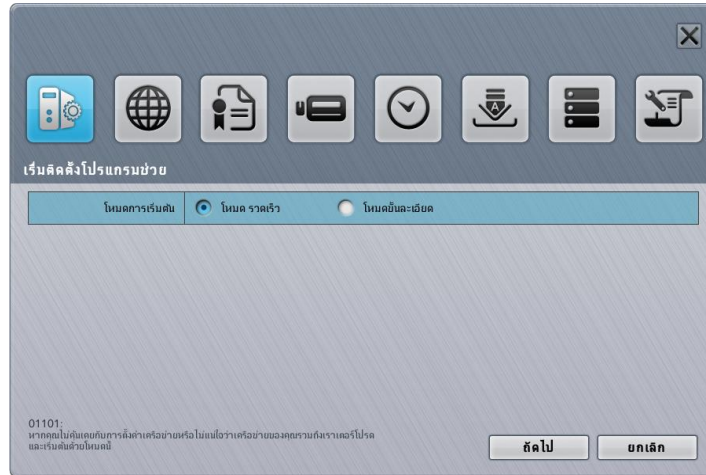 เริ่มติดตั้งโปรแกรมช่วย
โหมดการเริ่มต้น
โหมด รวดเร็ว
โหมดขั้นละเอียด
01101:
หากคุณไม่คุ้นเคยกับการตั้งค่าเครือข่ายหรือไม่แน่ใจว่าเครือข่ายของคุณรวมถึงเราเตอร์โปรด
และเริ่มต้นด้วยโหมดนี้
ถัดไป
ยกเลิก